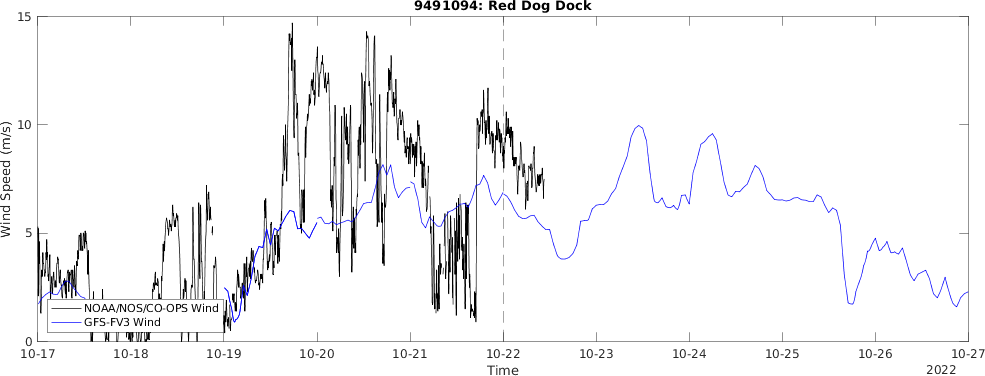 9491094: Red Dog Dock
15
10
5
0
Wind Speed (m/s)
NOAA/NOS/CO-OPS Wind
GFS-FV3 Wind
10-17 10-18 10-19 10-20 10-21 10-22 10-23 10-24 10-25 10-26 10-27
Time
2022